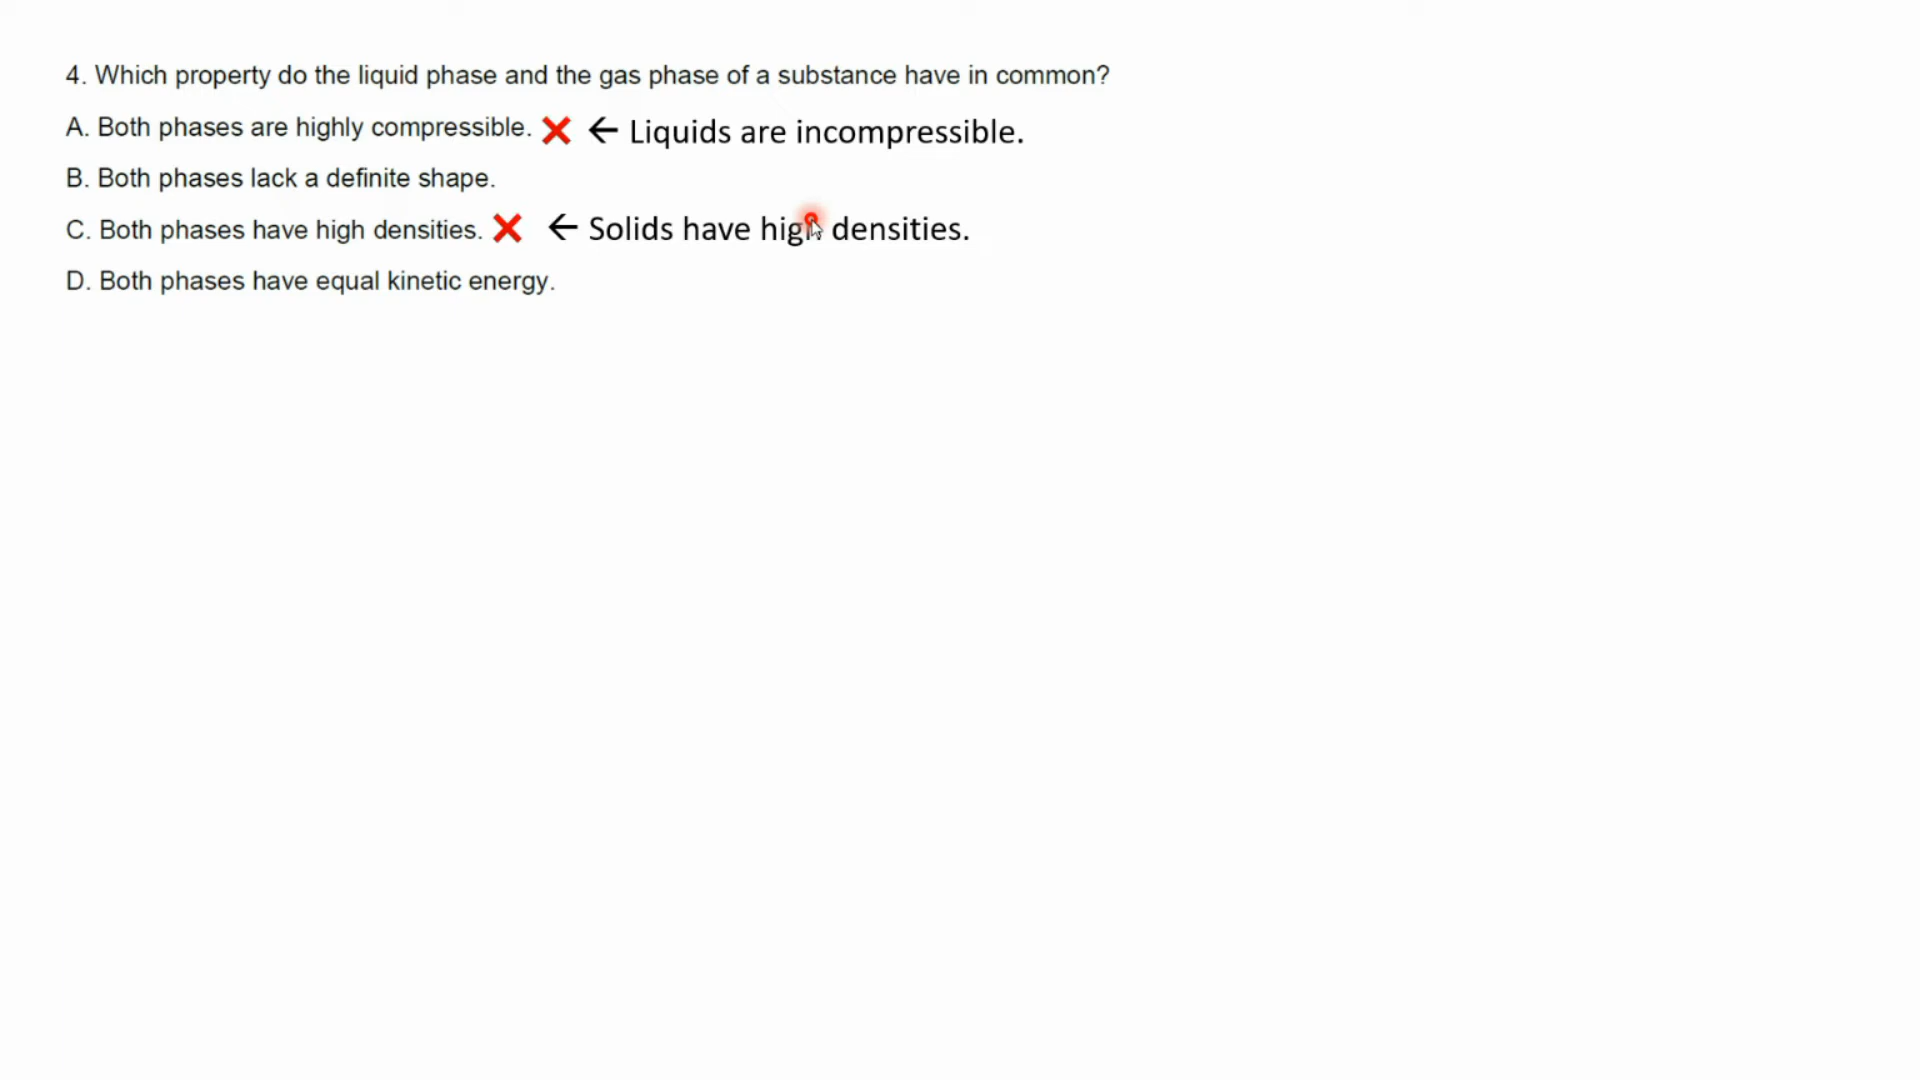 4. Which property do the liquid phase and the gas phase of a substance have in common?
A. Both phases are highly compressible. ❌ ← Liquids are incompressible.
B. Both phases lack a definite shape.
C. Both phases have high densities. ❌ ← Solids have high densities.
D. Both phases have equal kinetic energy.